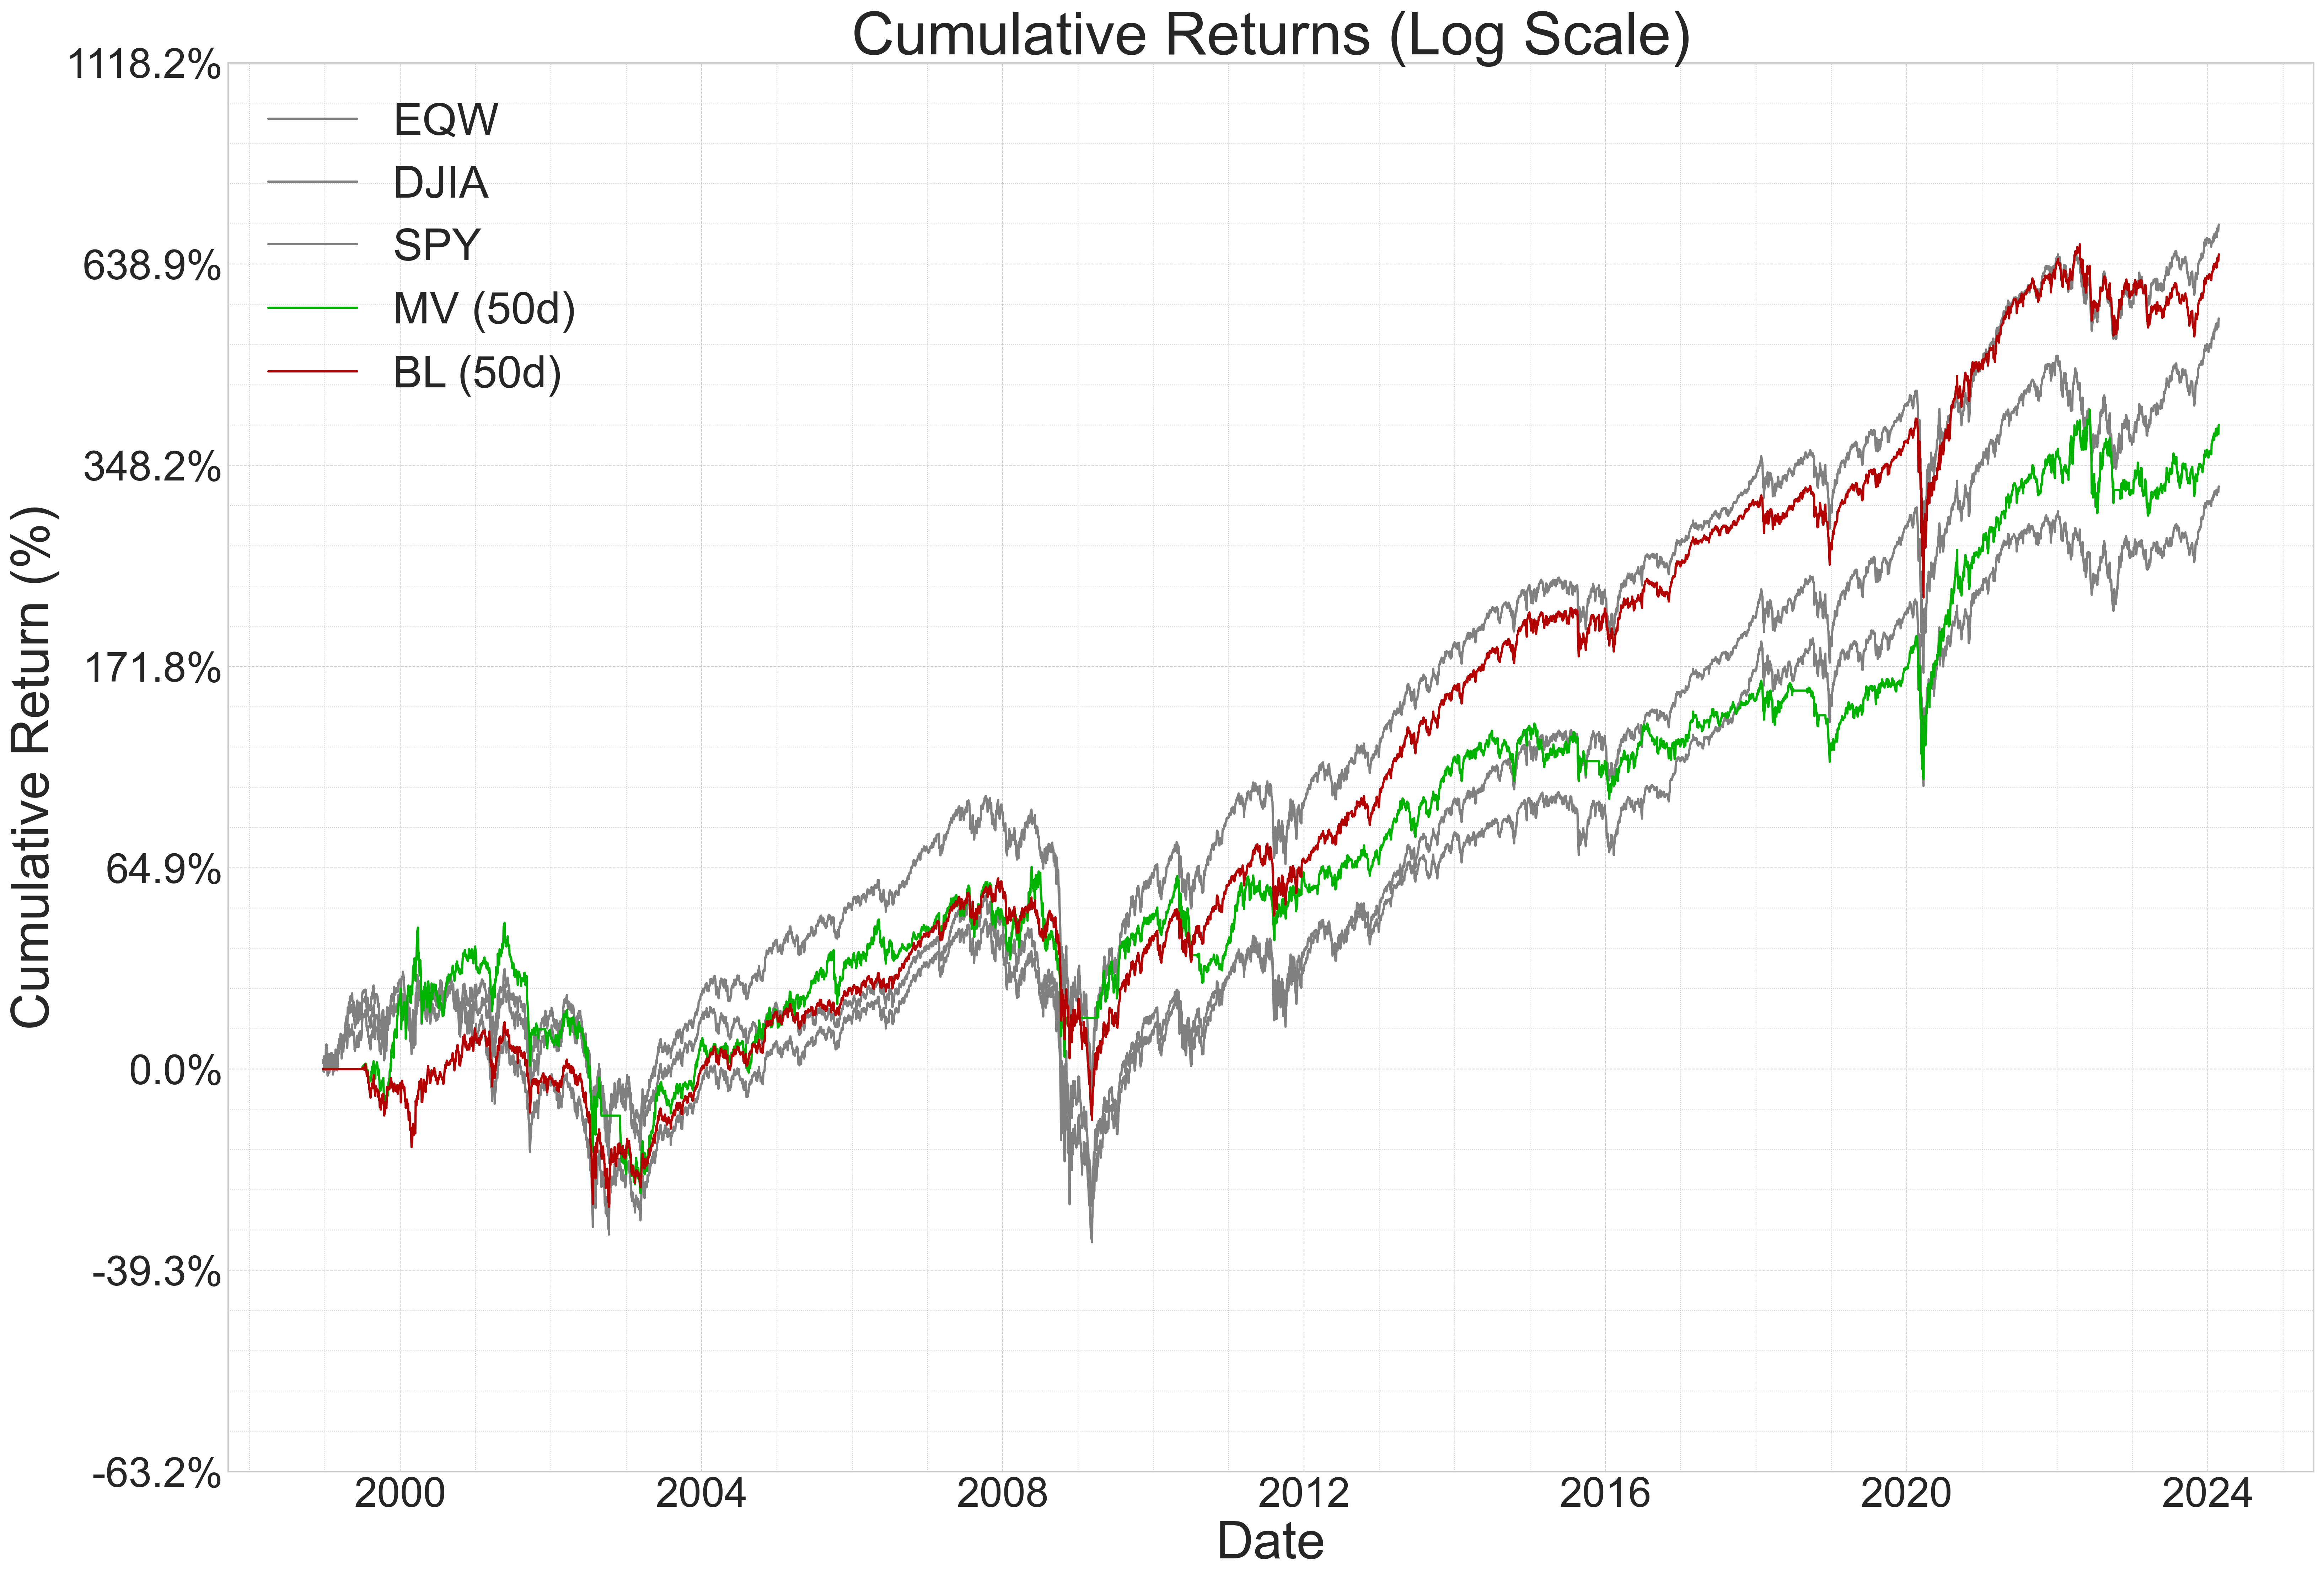 Cumulative Returns (Log Scale)
1118.2%
638.9%
348.2%
171.8%
64.9%
0.0%
-39.3%
-63.2%
Cumulative Return (%)
EQW
DJIA
SPY
MV (50d)
BL (50d)
2000 2004 2008 2012 2016 2020 2024
Date